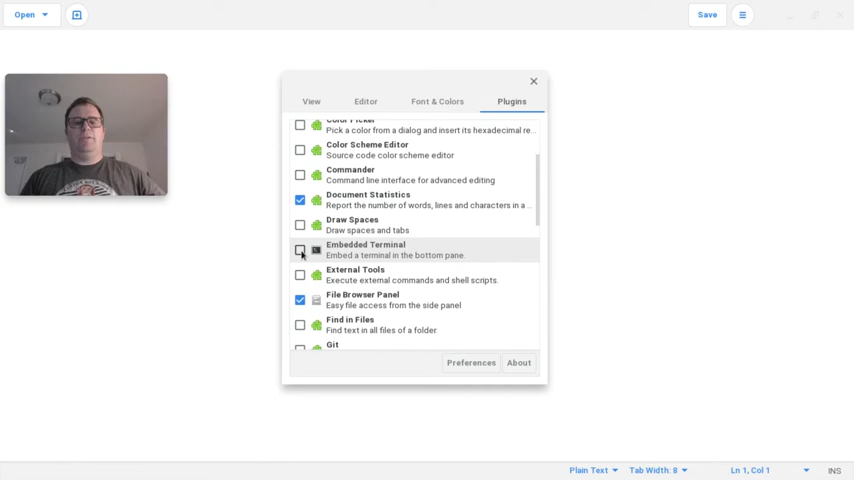 Open
Save
View Editor Font & Colors Plugins
Color Picker
Pick a color from a dialog and insert its hexadecimal re...
Color Scheme Editor
Source code color scheme editor
Commander
Command line interface for advanced editing
Document Statistics
Report the number of words, lines and characters in a ...
Draw Spaces
Draw spaces and tabs
Embedded Terminal
Embed a terminal in the bottom pane.
External Tools
Execute external commands and shell scripts.
File Browser Panel
Easy file access from the side panel
Find in Files
Find text in all files of a folder.
Git
Preferences About
Plain Text Tab Width: 8 Ln 1, Col 1 INS